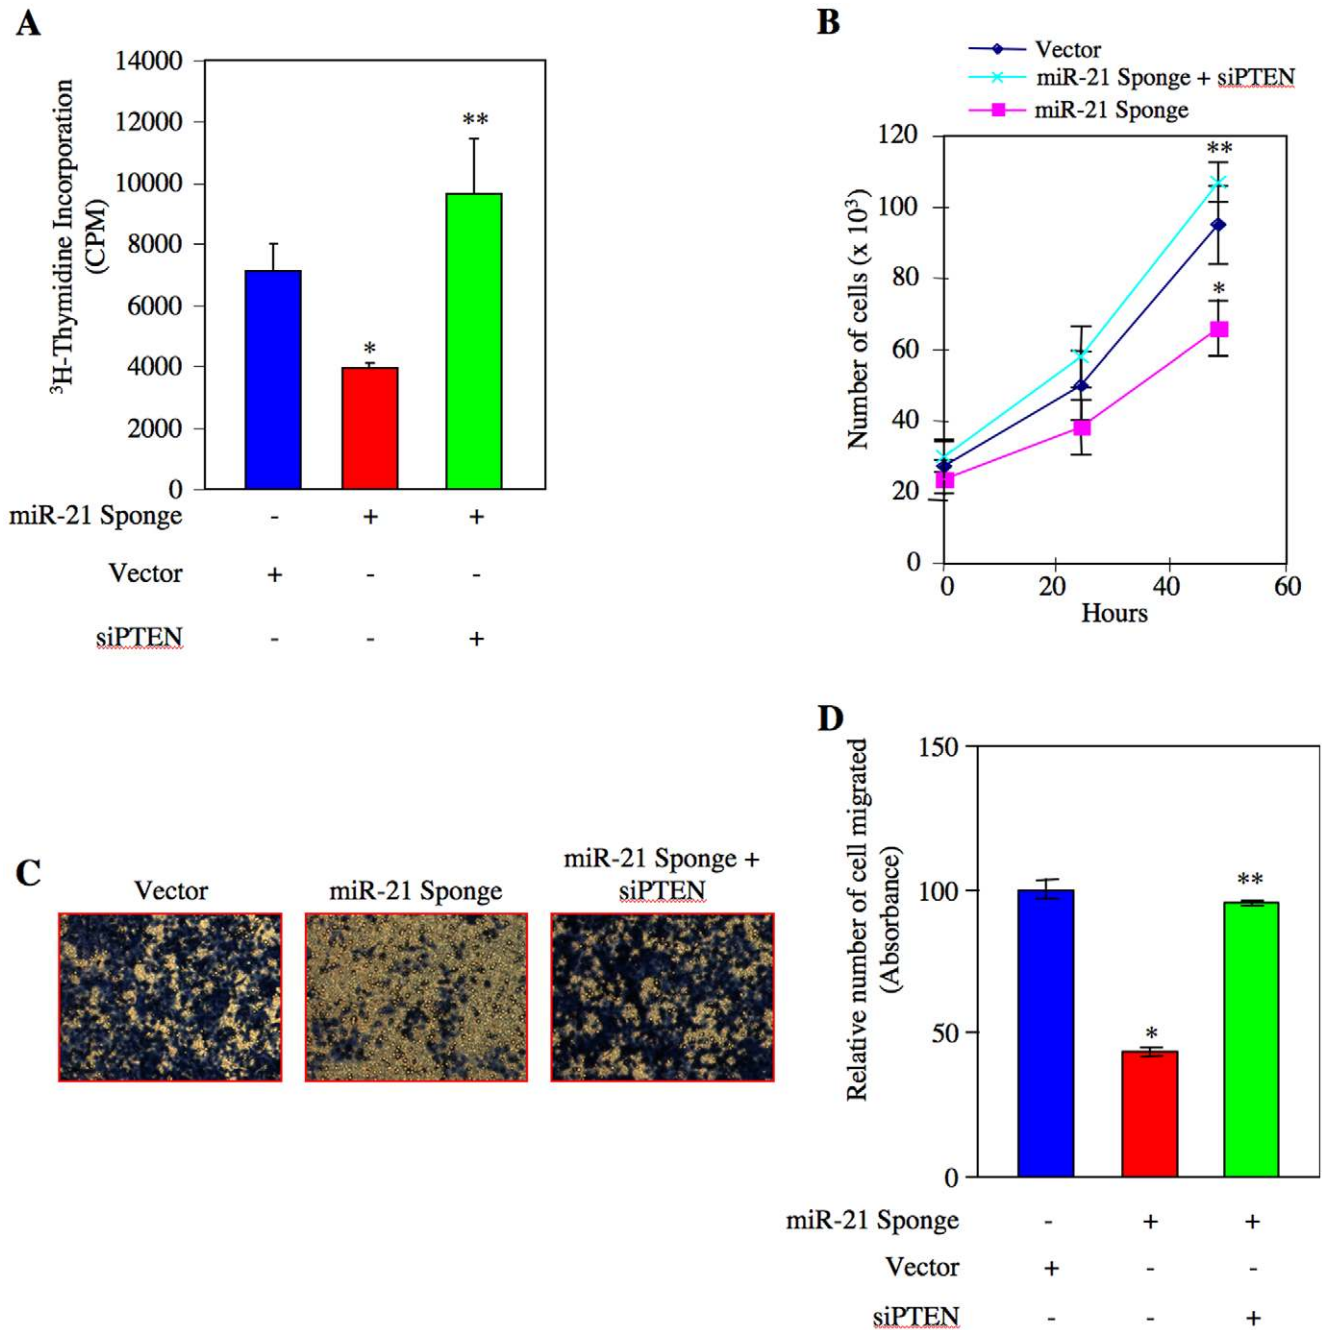 A
³H-Thymidine Incorporation
(CPM)
14000
12000
10000
8000
6000
4000
2000
0
*
**
miR-21 Sponge - + +
Vector + - -
siPTEN - - +
B
Vector
miR-21 Sponge + siPTEN
miR-21 Sponge
Number of cells (x 10³)
120
100
80
60
40
20
0
**
*
0 20 40 60
Hours
C
Vector
miR-21 Sponge
miR-21 Sponge +
siPTEN
D
Relative number of cell migrated
(Absorbance)
150
100
50
0
*
**
miR-21 Sponge - + +
Vector + - -
siPTEN - - +